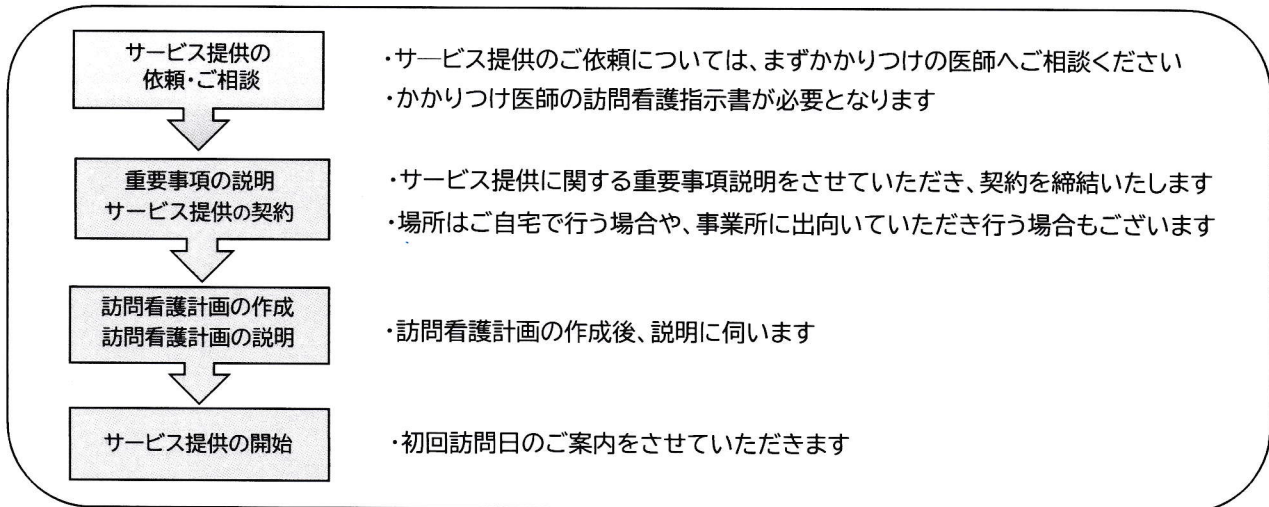 サービス提供の
依頼・ご相談
・サービス提供のご依頼については、まずかかりつけの医師へご相談ください
・かかりつけ医師の訪問看護指示書が必要となります
重要事項の説明
サービス提供の契約
・サービス提供に関する重要事項説明をさせていただき、契約を締結いたします
・場所はご自宅で行う場合や、事業所に出向いていただき行う場合もございます
訪問看護計画の作成
訪問看護計画の説明
・訪問看護計画の作成後、説明に伺います
サービス提供の開始
・初回訪問日のご案内をさせていただきます